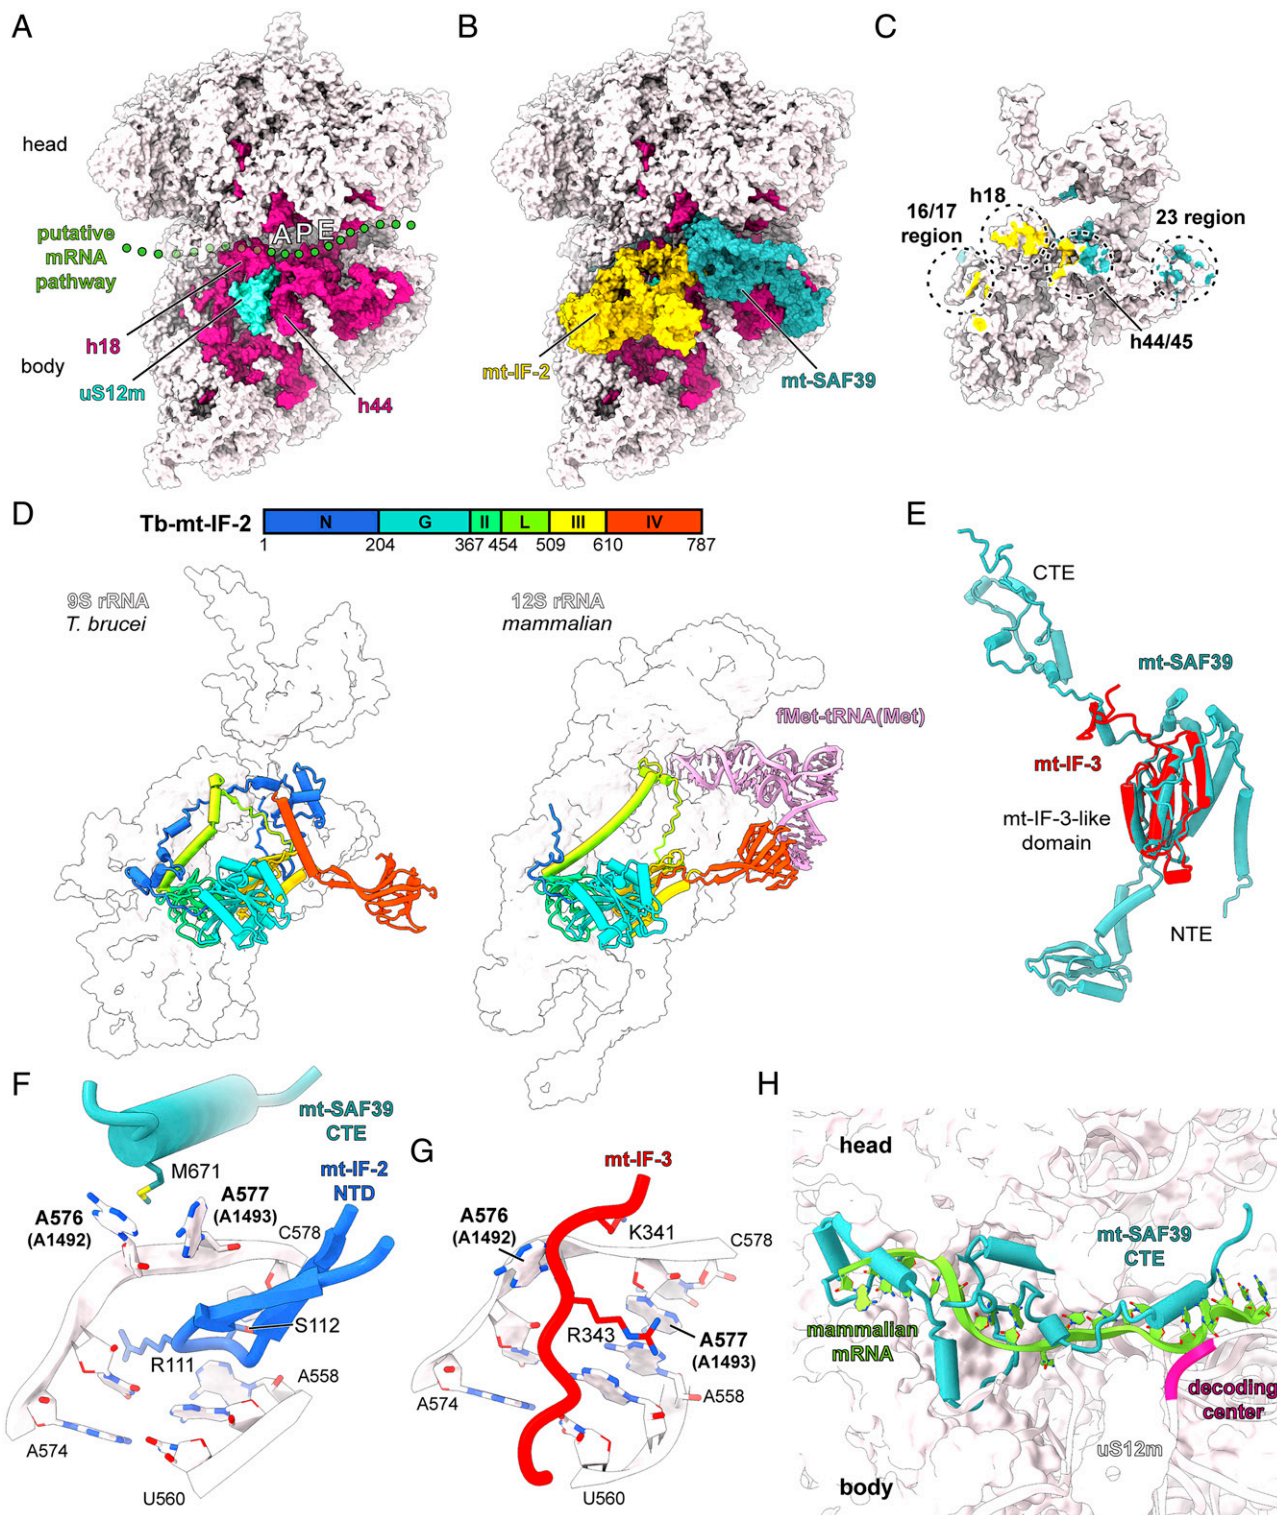 A
head
putative
mRNA
pathway
A P E
h18
body
uS12m
h44
B
mt-IF-2
mt-SAF39
C
h18
16/17
region
23 region
h44/45
D
Tb-mt-IF-2
N G II L III IV
1 204 367 454 509 610 787
9S rRNA
T. brucei
12S rRNA
mammalian
fMet-tRNA(Met)
E
CTE
mt-SAF39
mt-IF-3
mt-IF-3-like
domain
NTE
F
mt-SAF39
CTE
M671
mt-IF-2
NTD
A577
(A1493)
A576
(A1492)
C578
S112
R111
A558
A574
U560
G
mt-IF-3
A576
(A1492)
K341
C578
R343
A577
(A1493)
A558
A574
U560
H
head
mt-SAF39
CTE
mammalian
mRNA
decoding
center
uS12m
body